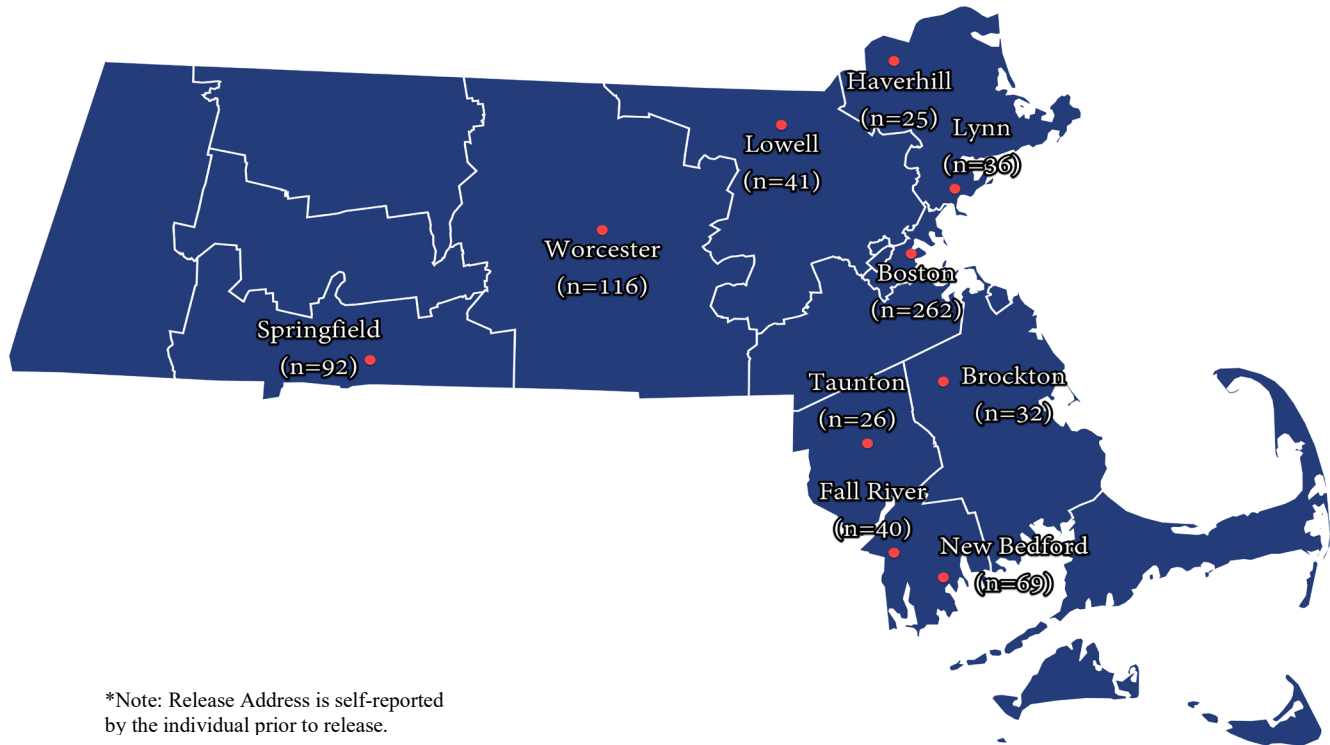 Haverhill
(n=25)
Lynn
(n=36)
Lowell
(n=41)
Worcester
(n=116)
Boston
(n=262)
Springfield
(n=92)
Taunton
(n=26)
Brockton
(n=32)
Fall River
(n=40)
New Bedford
(n=69)
*Note: Release Address is self-reported
by the individual prior to release.